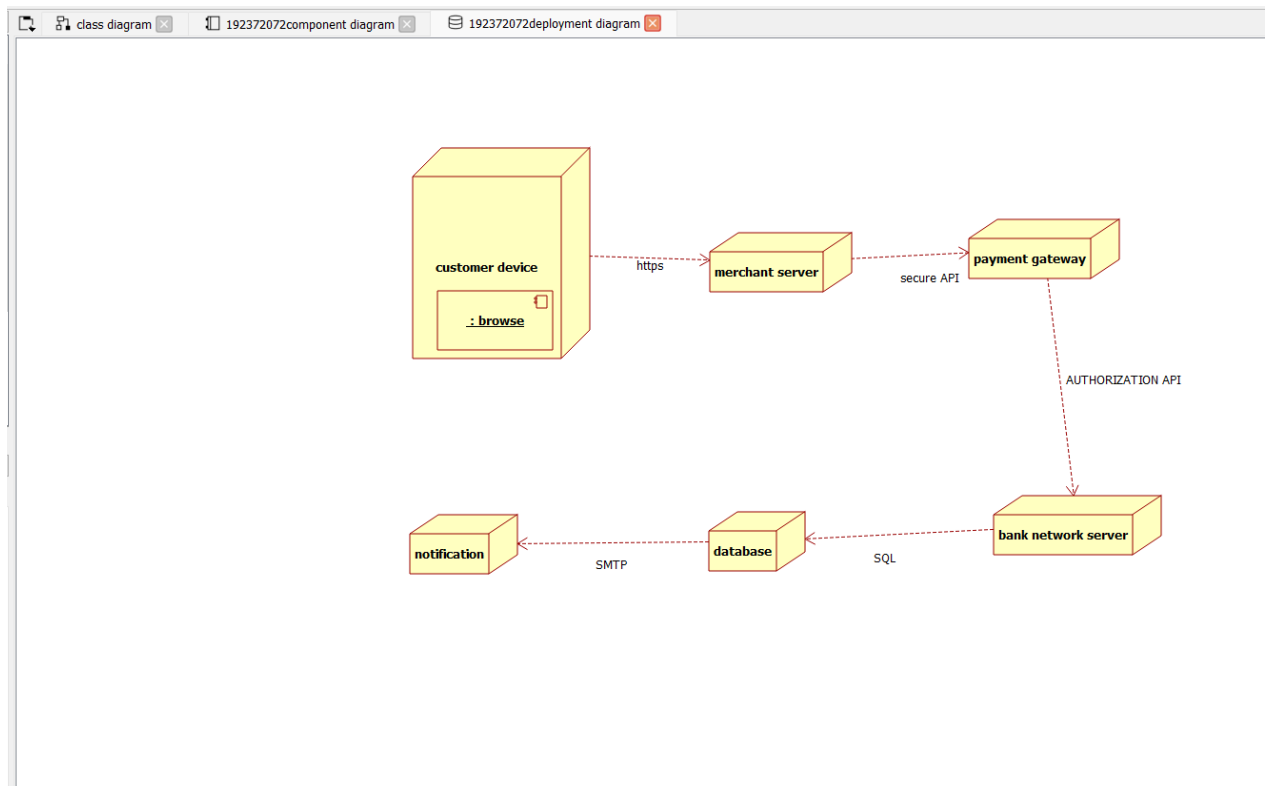 class diagram
192372072component diagram
192372072deployment diagram
customer device
: browse
https
merchant server
secure API
payment gateway
AUTHORIZATION API
bank network server
SQL
database
SMTP
notification